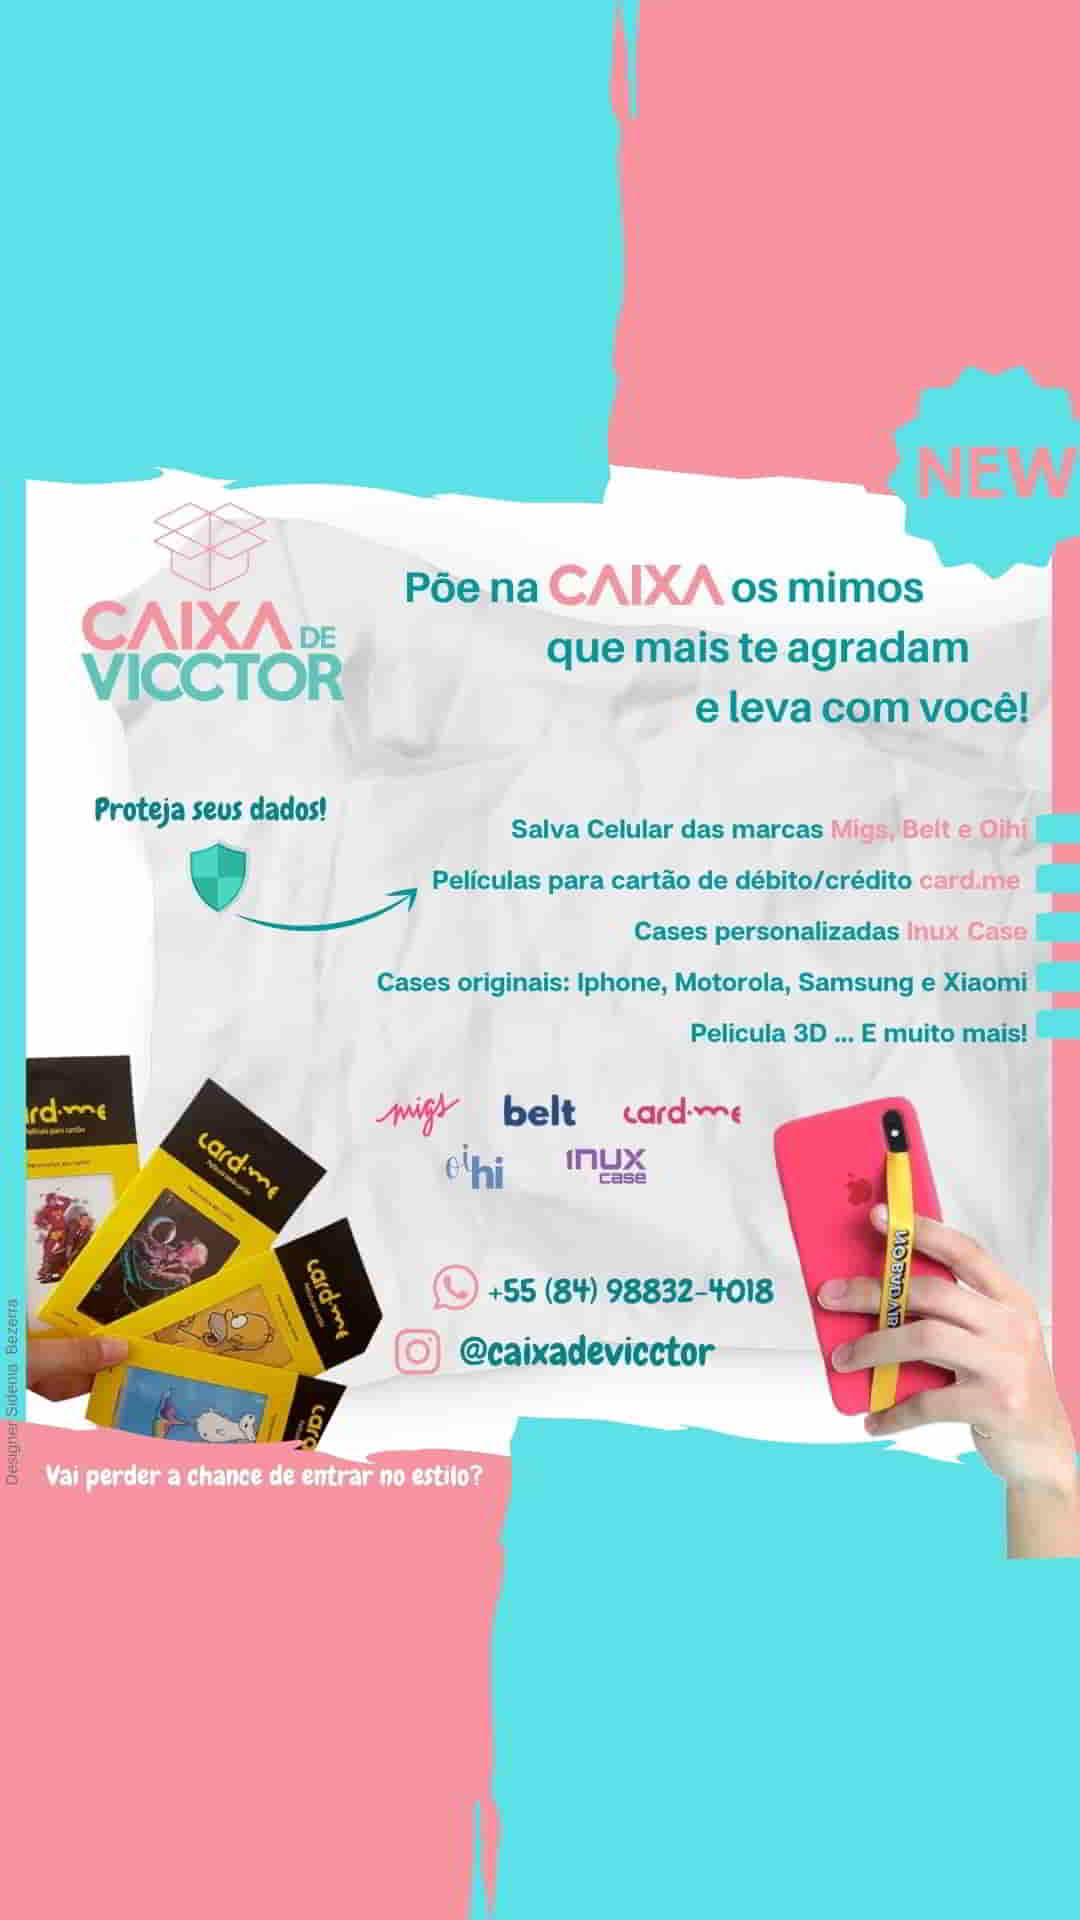 NEW
CAIXA DE
VICCTOR
Põe na CAIXA os mimos
que mais te agradam
e leva com você!
Proteja seus dados!
Salva Celular das marcas Migs, Belt e Oihi
Películas para cartão de débito/crédito card.me
Cases personalizadas Inux Case
Cases originais: Iphone, Motorola, Samsung e Xiaomi
Pelicula 3D ... E muito mais!
migs belt card.me
oihi inux
case
card.me
card.me
card.me
+55 (84) 98832-4018
@caixadevicctor
Designer Sidenia Bezerra
Vai perder a chance de entrar no estilo?